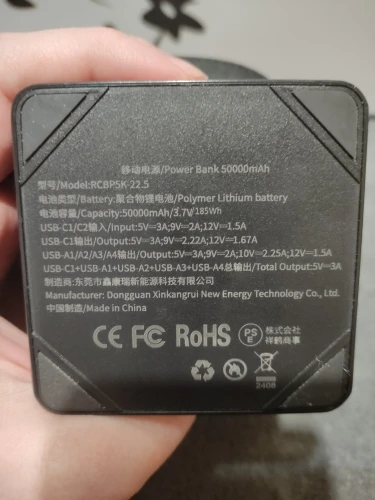 移动电源/Power Bank 50000mAh
型号/Model:RCBPSK-22.5
电池类型/Battery:聚合物锂电池/Polymer Lithium battery
电池容量/Capacity:50000mAh/3.7V/185Wh
USB-C1/C2输入/Input:5V⎓3A;9V⎓2A;12V⎓1.5A
USB-C1输出/Output:5V⎓3A;9V⎓2.22A;12V⎓1.67A
USB-A1/A2/A3/A4输出/Output:5V⎓3A;9V⎓2A;10V⎓2.25A;12V⎓1.5A
USB-C1+USB-A1+USB-A2+USB-A3+USB-A4总输出/Total Output:5V⎓3A
制造商:东莞市鑫康瑞新能源科技有限公司
Manufacturer: Dongguan Xinkangrui New Energy Technology Co., Ltd.
中国制造/Made in China
CE FC RoHS PSE 株式会社
祥鹤商事
2408